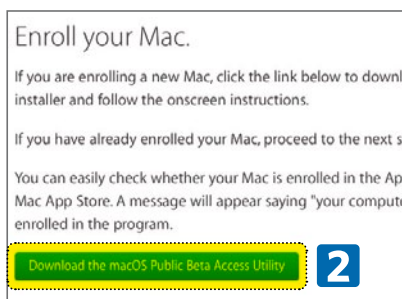 Enroll your Mac.
If you are enrolling a new Mac, click the link below to downl
installer and follow the onscreen instructions.
If you have already enrolled your Mac, proceed to the next s
You can easily check whether your Mac is enrolled in the Ap
Mac App Store. A message will appear saying "your compute
enrolled in the program.
Download the macOS Public Beta Access Utility
2